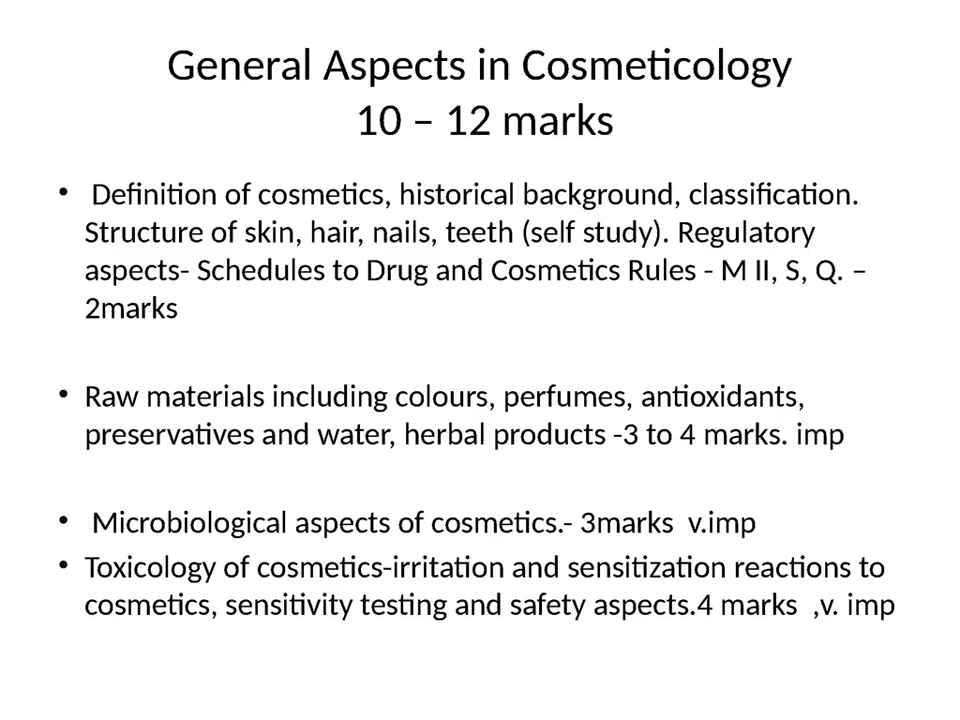 General Aspects in Cosmeticology
10 – 12 marks
• Definition of cosmetics, historical background, classification.
Structure of skin, hair, nails, teeth (self study). Regulatory
aspects- Schedules to Drug and Cosmetics Rules - M II, S, Q. –
2marks
• Raw materials including colours, perfumes, antioxidants,
preservatives and water, herbal products -3 to 4 marks. imp
• Microbiological aspects of cosmetics.- 3marks  v.imp
• Toxicology of cosmetics-irritation and sensitization reactions to
cosmetics, sensitivity testing and safety aspects.4 marks  ,v. imp